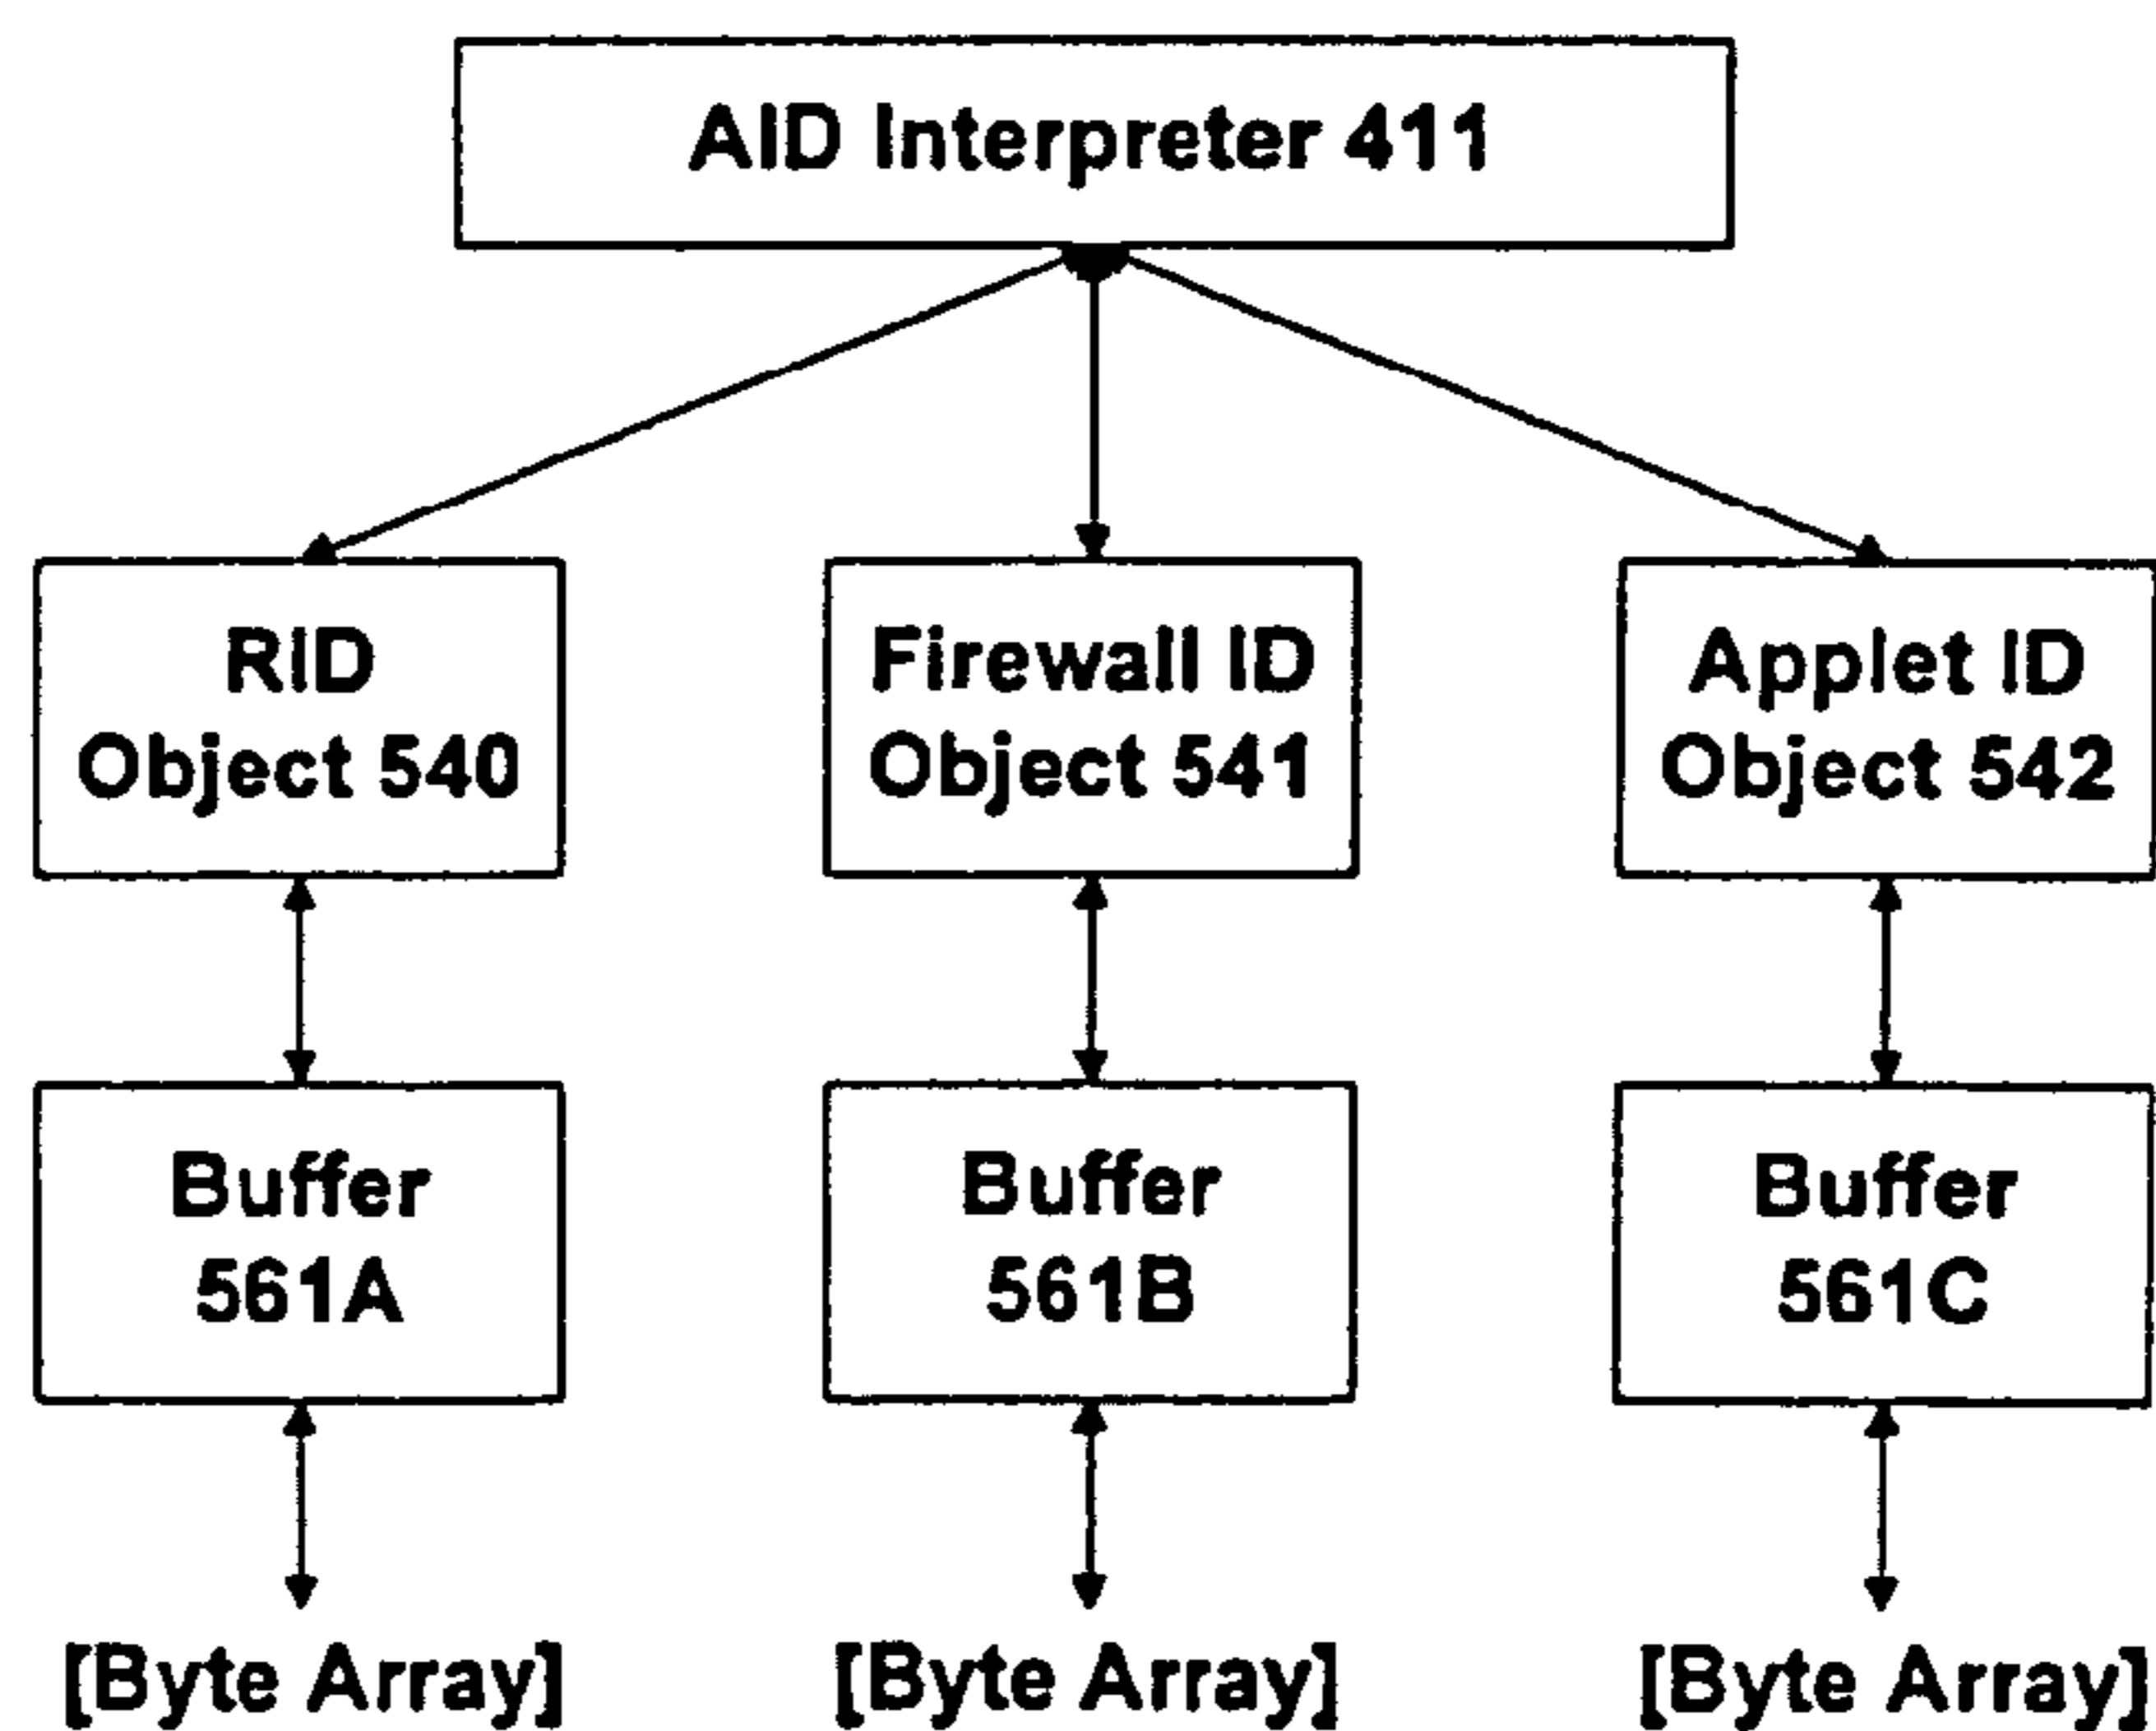 AID Interpreter 411
RID
Object 540
Firewall ID
Object 541
Applet ID
Object 542
Buffer
561A
Buffer
561B
Buffer
561C
[Byte Array]
[Byte Array]
[Byte Array]